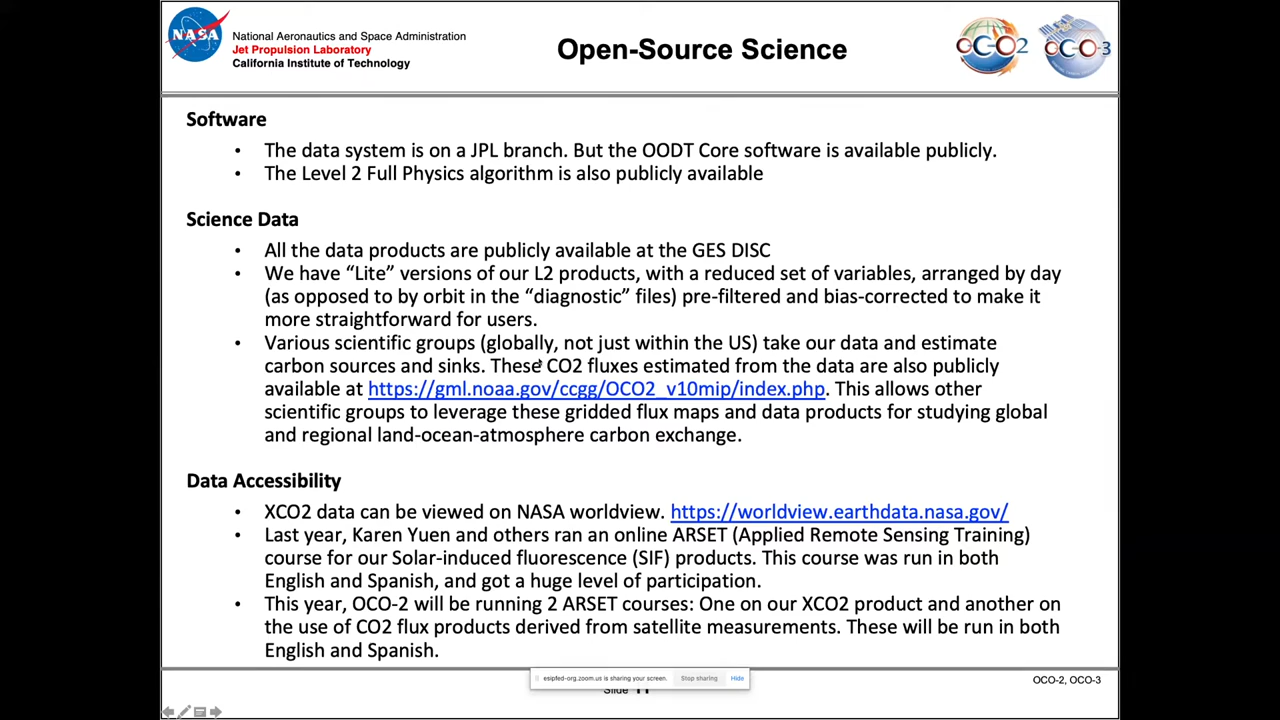 NASA
National Aeronautics and Space Administration
Jet Propulsion Laboratory
California Institute of Technology
Open-Source Science
OCO2
OCO-3
Software
• The data system is on a JPL branch. But the OODT Core software is available publicly.
• The Level 2 Full Physics algorithm is also publicly available
Science Data
• All the data products are publicly available at the GES DISC
• We have “Lite” versions of our L2 products, with a reduced set of variables, arranged by day
(as opposed to by orbit in the “diagnostic” files) pre-filtered and bias-corrected to make it
more straightforward for users.
• Various scientific groups (globally, not just within the US) take our data and estimate
carbon sources and sinks. These CO2 fluxes estimated from the data are also publicly
available at https://gml.noaa.gov/ccgg/OCO2_v10mip/index.php. This allows other
scientific groups to leverage these gridded flux maps and data products for studying global
and regional land-ocean-atmosphere carbon exchange.
Data Accessibility
• XCO2 data can be viewed on NASA worldview. https://worldview.earthdata.nasa.gov/
• Last year, Karen Yuen and others ran an online ARSET (Applied Remote Sensing Training)
course for our Solar-induced fluorescence (SIF) products. This course was run in both
English and Spanish, and got a huge level of participation.
• This year, OCO-2 will be running 2 ARSET courses: One on our XCO2 product and another on
the use of CO2 flux products derived from satellite measurements. These will be run in both
English and Spanish.
esipfed-org.zoom.us is sharing your screen. Stop sharing Hide
Slide 11
OCO-2, OCO-3